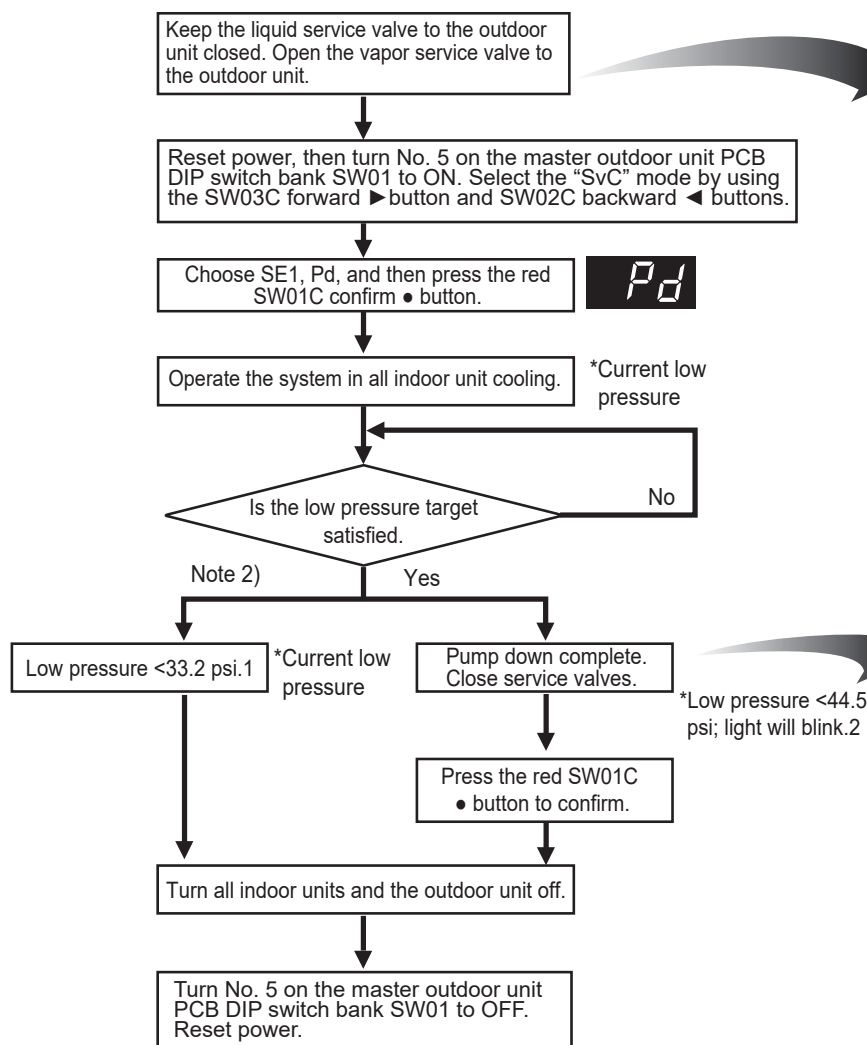 Keep the liquid service valve to the outdoor
unit closed. Open the vapor service valve to
the outdoor unit.
Reset power, then turn No. 5 on the master outdoor unit PCB
DIP switch bank SW01 to ON. Select the “SvC” mode by using
the SW03C forward ►button and SW02C backward ◄ buttons.
Choose SE1, Pd, and then press the red
SW01C confirm ● button.
Pd
Operate the system in all indoor unit cooling.
*Current low
pressure
Is the low pressure target
satisfied.
No
Note 2)
Yes
Low pressure <33.2 psi.1
*Current low
pressure
Pump down complete.
Close service valves.
*Low pressure <44.5
psi; light will blink.2
Press the red SW01C
● button to confirm.
Turn all indoor units and the outdoor unit off.
Turn No. 5 on the master outdoor unit
PCB DIP switch bank SW01 to OFF.
Reset power.